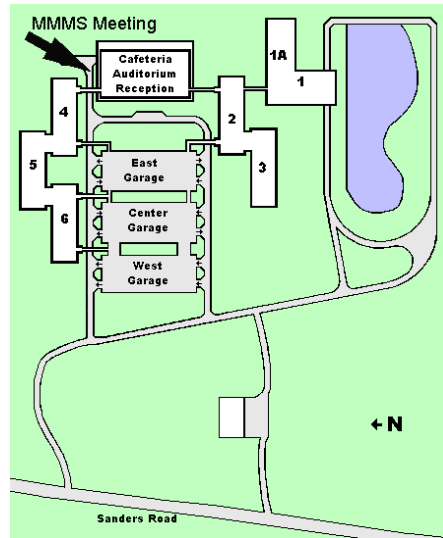 MMMS Meeting
Cafeteria
Auditorium
Reception
1A
1
4
2
5
3
East
Garage
6
Center
Garage
West
Garage
←N
Sanders Road